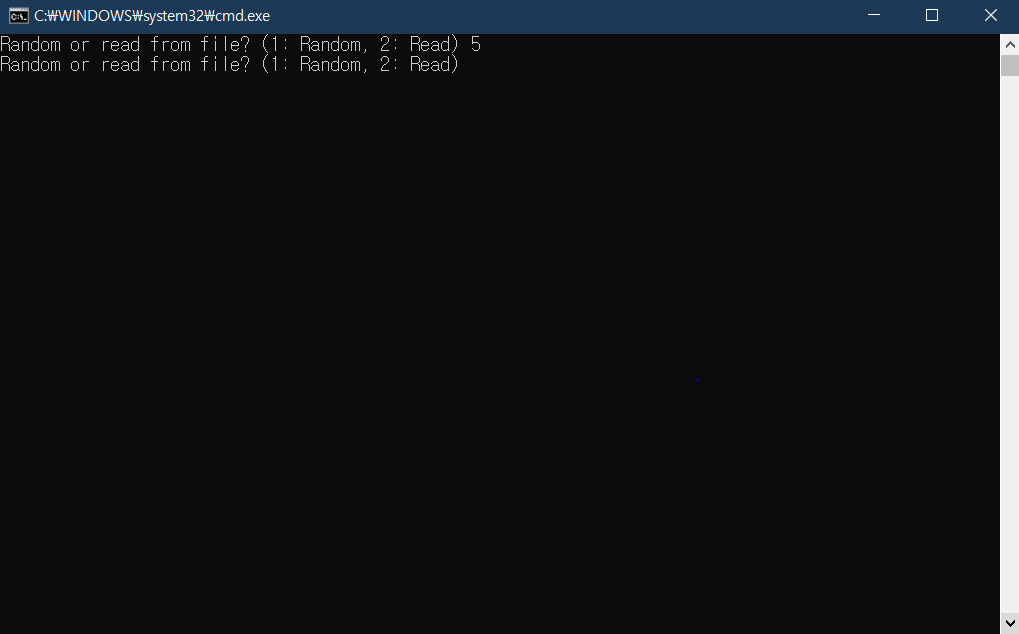 C:₩WINDOWS₩system32₩cmd.exe
Random or read from file? (1: Random, 2: Read) 5
Random or read from file? (1: Random, 2: Read)